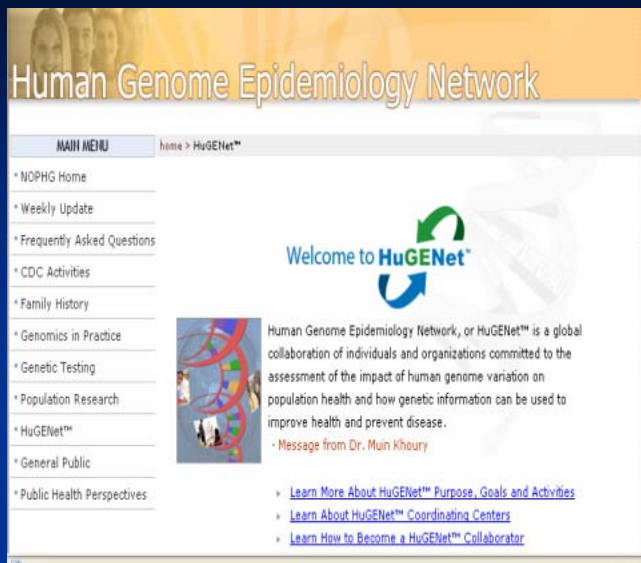 Human Genome Epidemiology Network
MAIN MENU
home > HuGENet™
• NOPHG Home
• Weekly Update
• Frequently Asked Questions
• CDC Activities
• Family History
• Genomics in Practice
• Genetic Testing
• Population Research
• HuGENet™
• General Public
• Public Health Perspectives
Welcome to HuGENet™
Human Genome Epidemiology Network, or HuGENet™ is a global
collaboration of individuals and organizations committed to the
assessment of the impact of human genome variation on
population health and how genetic information can be used to
improve health and prevent disease.
• Message from Dr. Muin Khoury
Learn More About HuGENet™ Purpose, Goals and Activities
Learn About HuGENet™ Coordinating Centers
Learn How to Become a HuGENet™ Collaborator